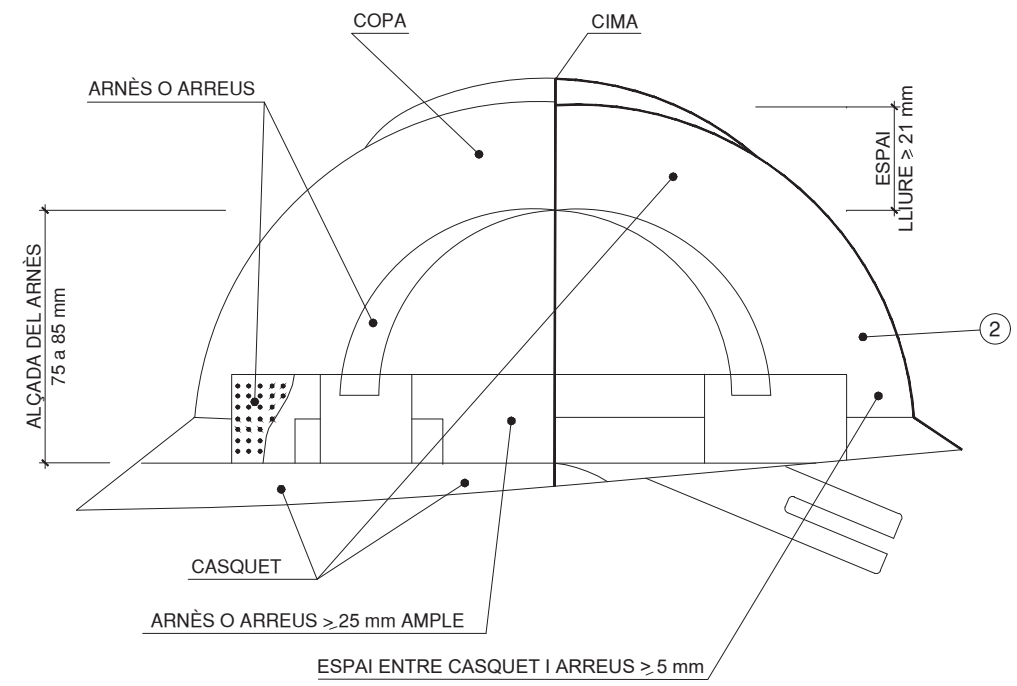 COPA
CIMA
ARNÈS O ARREUS
ESPAI
LLIURE ≥ 21 mm
ALÇADA DEL ARNÈS
75 a 85 mm
2
CASQUET
ARNÈS O ARREUS ≥ 25 mm AMPLE
ESPAI ENTRE CASQUET I ARREUS ≥ 5 mm